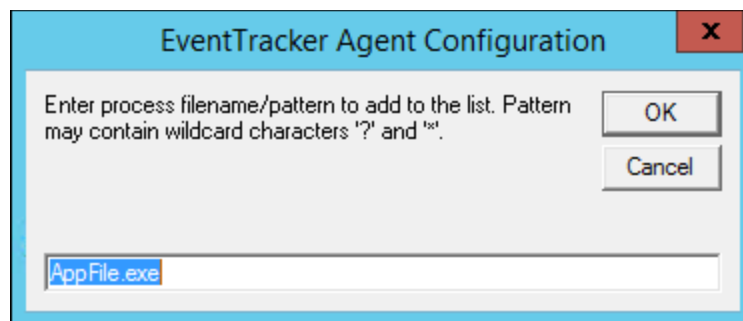 EventTracker Agent Configuration
x
Enter process filename/pattern to add to the list. Pattern
may contain wildcard characters '?' and '*'.
OK
Cancel
AppFile.exe